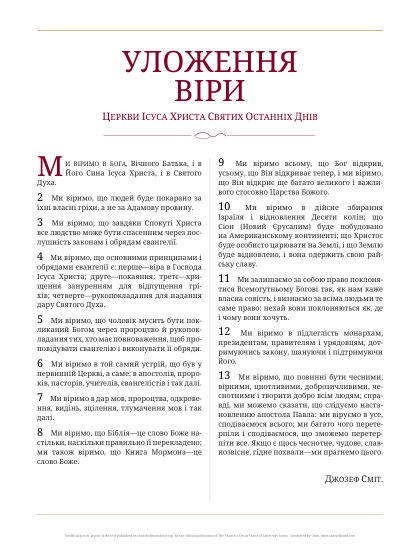 УЛОЖЕННЯ
ВІРИ
Церкви Ісуса Христа Святих Останніх Днів
Ми віримо в Бога, Вічного Батька, і в
Його Сина Ісуса Христа, і в Святого
Духа.
2 Ми віримо, що людей буде покарано за
їхні власні гріхи, а не за Адамову провину.
3 Ми віримо, що завдяки Спокуті Христа
все людство може бути спасенним через пос-
лушність законам і обрядам євангелії.
4 Ми віримо, що основними принципами і
обрядами євангелії є: перше—віра в Господа
Ісуса Христа; друге—покаяння; третє—хри-
щення зануренням для відпущення грі-
хів; четверте—рукопокладання для надання
дару Святого Духа.
5 Ми віримо, що чоловік мусить бути пок-
ликаний Богом через пророцтво й рукопок-
ладання тих, хто має повноваження, щоб про-
повідувати євангелію і виконувати її обряди.
6 Ми віримо в той самий устрій, що був у
первинній Церкві, а саме: в апостолів, проро-
ків, пасторів, учителів, євангелістів і так далі.
7 Ми віримо в дар мов, пророцтва, одкрове-
ння, видінь, зцілення, тлумачення мов і так
далі.
8 Ми віримо, що Біблія—це слово Боже на-
стільки, наскільки правильно її перекладено;
ми також віримо, що Книга Мормона—це
слово Боже.
9 Ми віримо всьому, що Бог відкрив,
усьому, що Він відкриває тепер, і ми віримо,
що Він відкриє ще багато великого і важли-
вого стосовно Царства Божого.
10 Ми віримо в дійсне збирання
Ізраїля і відновлення Десяти колін; що
Сіон (Новий Єрусалим) буде побудовано
на Американському континенті; що Христос
буде особисто царювати на Землі, і що Землю
буде відновлено, і вона одержить свою рай-
ську славу.
11 Ми залишаємо за собою право поклоня-
тися Всемогутньому Богові так, як нам каже
власна совість, і визнаємо за всіма людьми те
саме право: нехай вони поклоняються як, де
і чому вони хочуть.
12 Ми віримо в підлеглість монархам,
президентам, правителям і урядовцям, дот-
римуючись закону, шануючи і підтримуючи
його.
13 Ми віримо, що повинні бути чесними,
вірними, цнотливими, доброзичливими, че-
снотними і творити добро всім людям; спра-
вді, ми можемо сказати, що слідуємо наста-
новленню апостола Павла: ми віруємо в усе,
сподіваємося всього; ми багато чого перете-
рпіли і сподіваємося, що зможемо перетер-
піти все. Якщо є щось чеснотне, чудове, слав-
нозвісне, гідне похвали—ми прагнемо цього.
Джозеф Сміт.